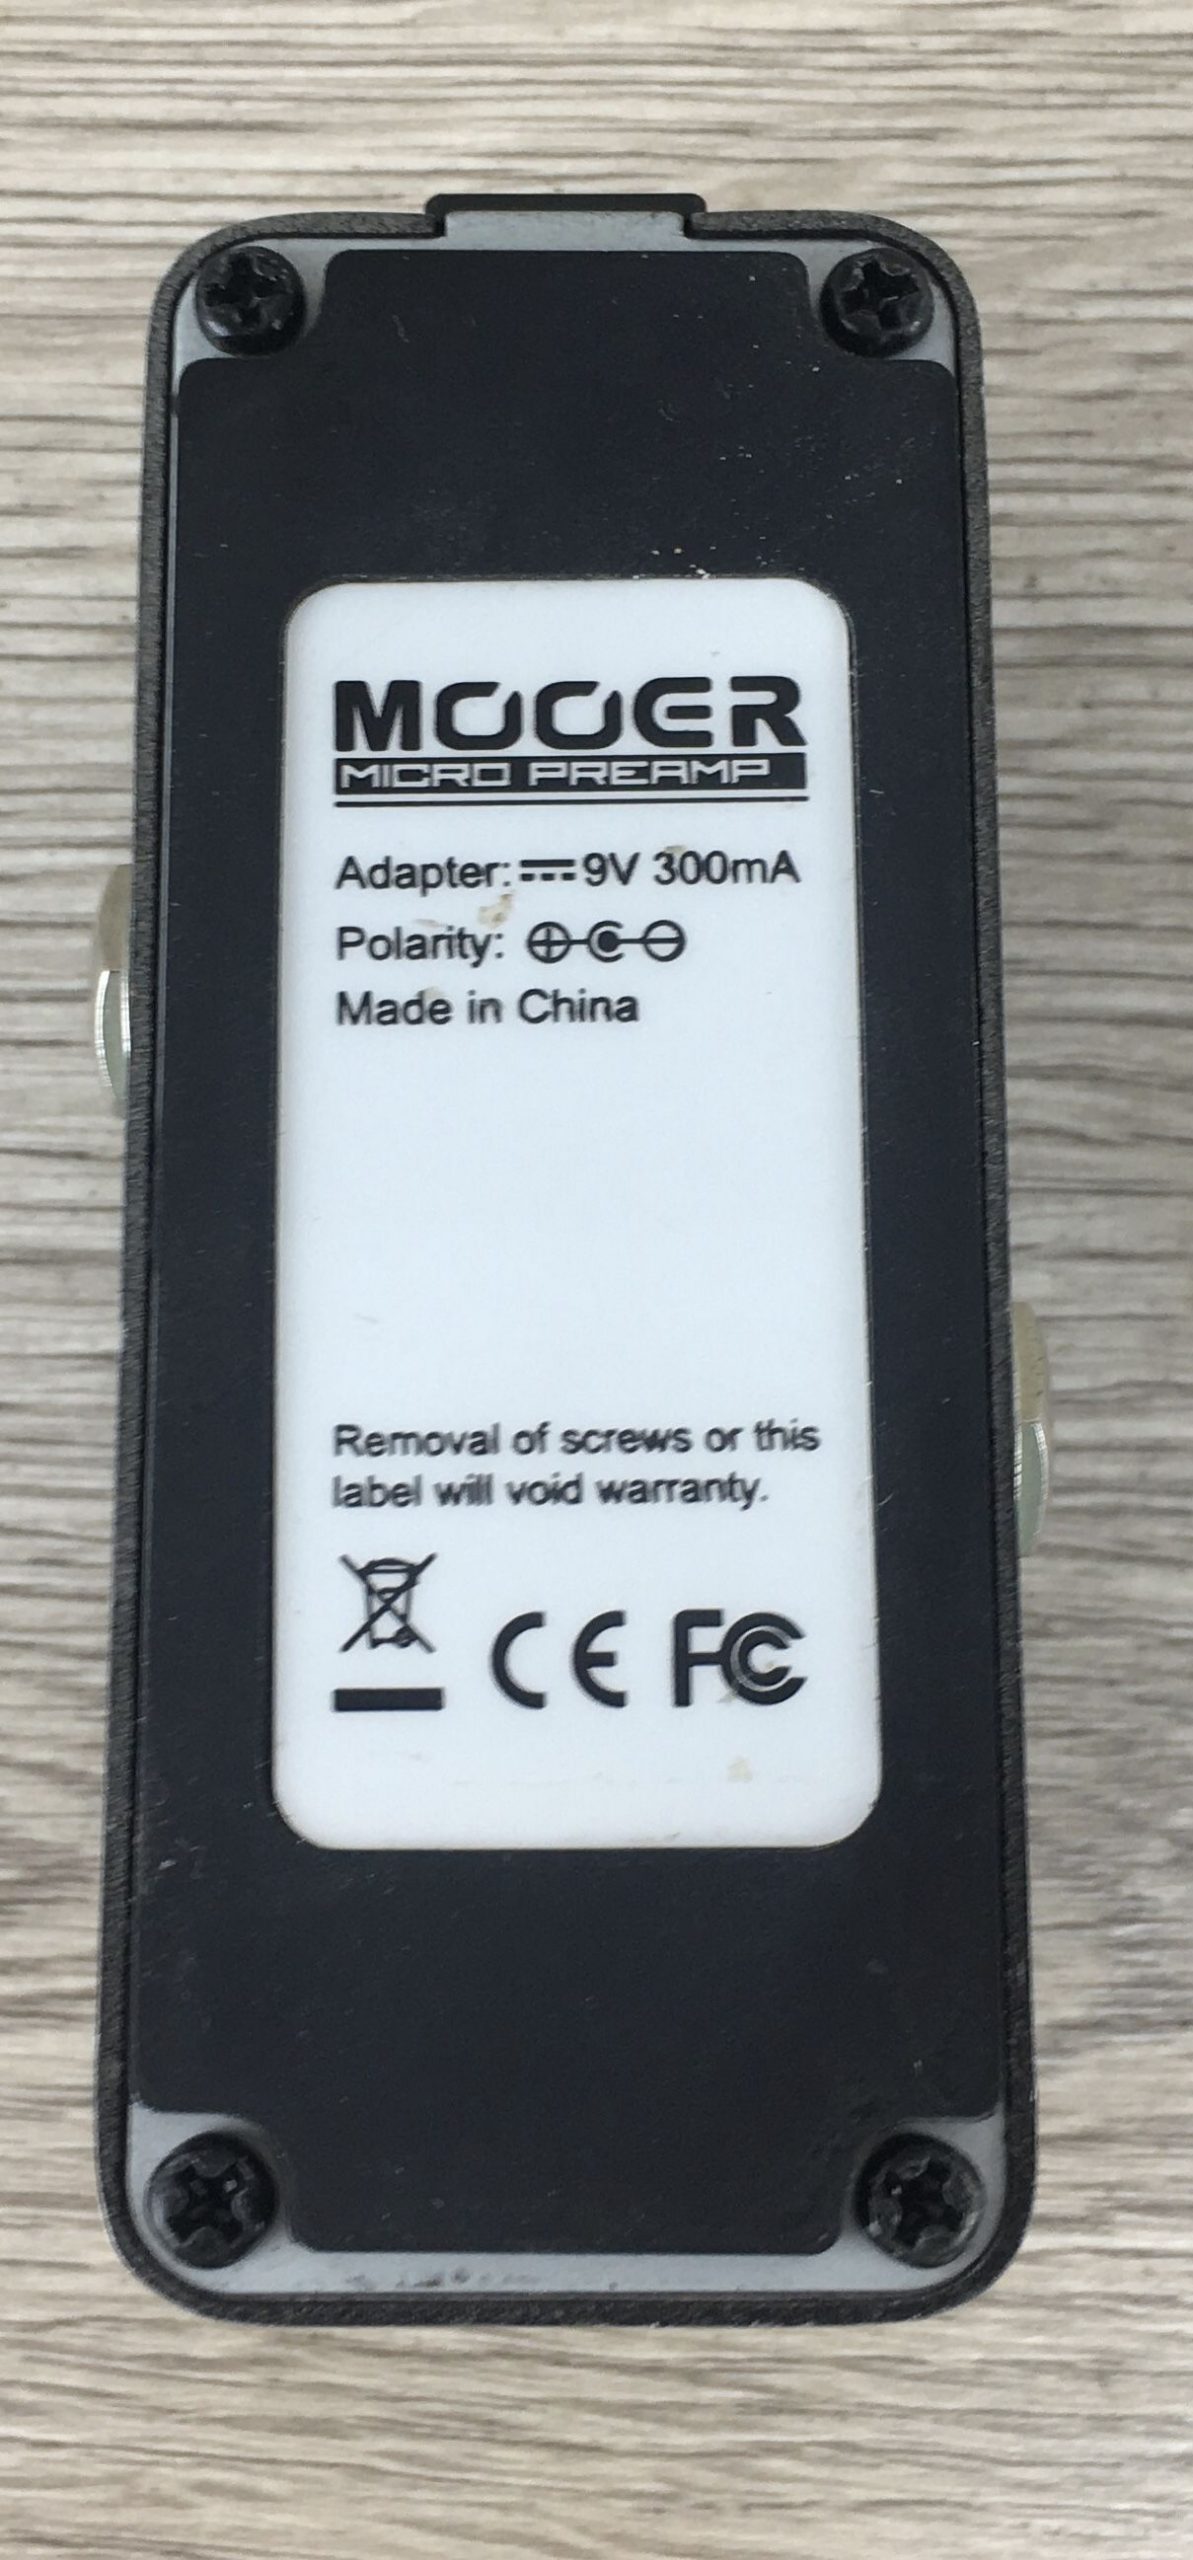 MOOER
MICRO PREAMP
Adapter: ⎓9V 300mA
Polarity:
Made in China
Removal of screws or this
label will void warranty.
CE FC